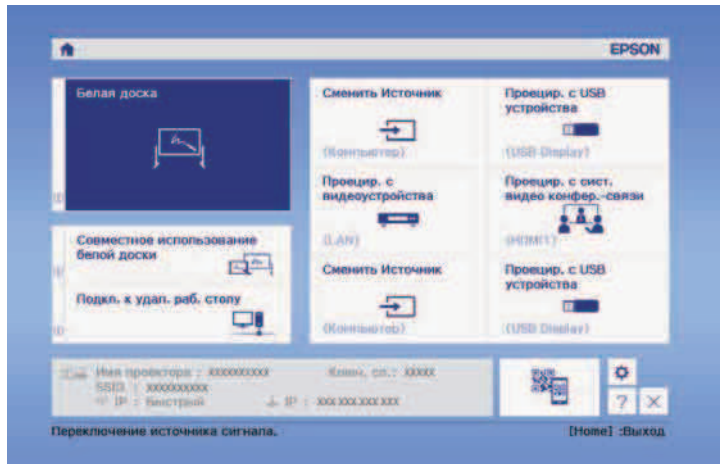 EPSON
Белая доска
Сменить Источник
(Компьютер)
Проецир. с USB
устройства
(USB Display)
Проецир. с
видеоустройства
(LAN)
Проецир. с сист.
видео конфер.-связи
(HDMI1)
Совместное использование
белой доски
Подкл. к удал. раб. столу
Сменить Источник
(Компьютер)
Проецир. с USB
устройства
(USB Display)
Имя проектора : XXXXXXXXXX Ключ. сл.: XXXXX
SSID : XXXXXXXXXX
IP : Быстрый IP : XXX.XXX.XXX.XXX
?
Переключение источника сигнала. [Home] :Выход